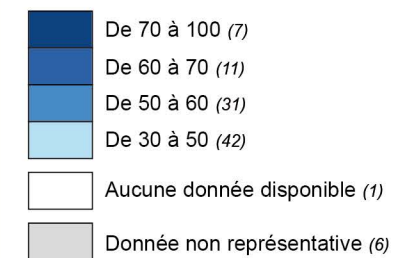 De 70 à 100 (7)
De 60 à 70 (11)
De 50 à 60 (31)
De 30 à 50 (42)
Aucune donnée disponible (1)
Donnée non représentative (6)